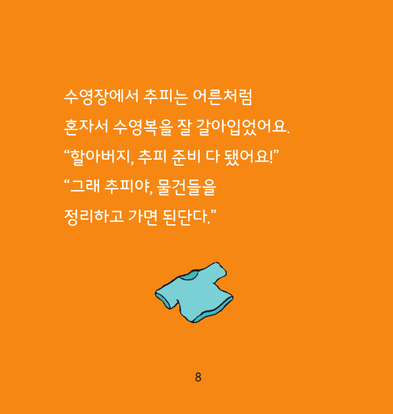 수영장에서 추피는 어른처럼
혼자서 수영복을 잘 갈아입었어요.
“할아버지, 추피 준비 다 됐어요!”
“그래 추피야, 물건들을
정리하고 가면 된단다.”
8